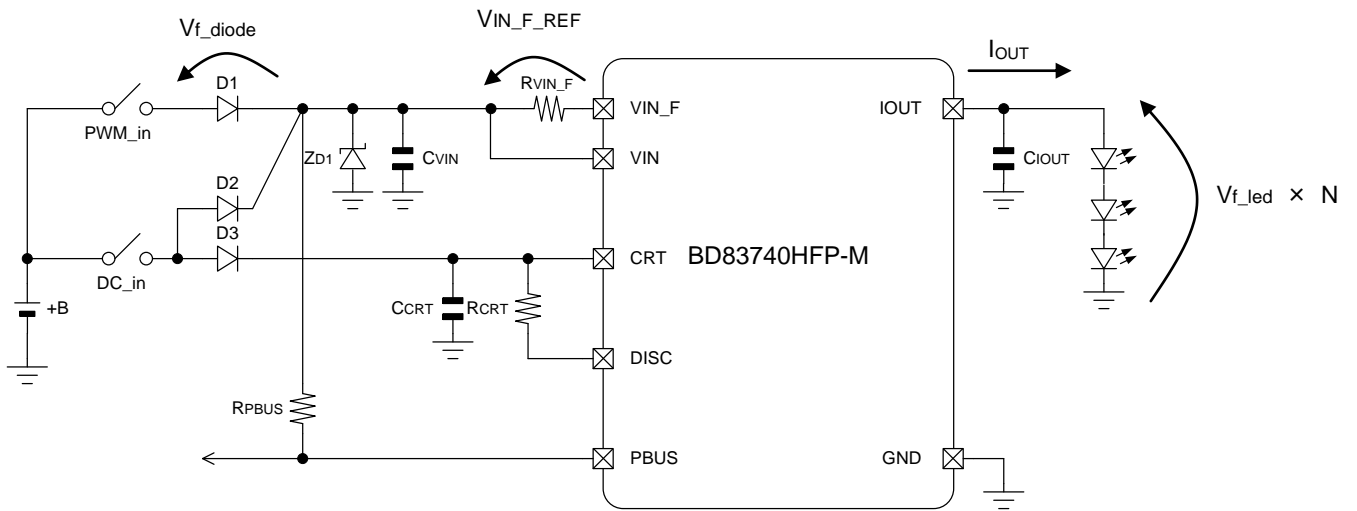 Vf_diode
VIN_F_REF
IOUT
D1
RVIN_F
VIN_F
IOUT
PWM_in
VIN
ZD1
CVIN
CIOUT
D2
Vf_led × N
D3
CRT
BD83740HFP-M
DC_in
+B
CCRT
RCRT
DISC
RPBUS
PBUS
GND